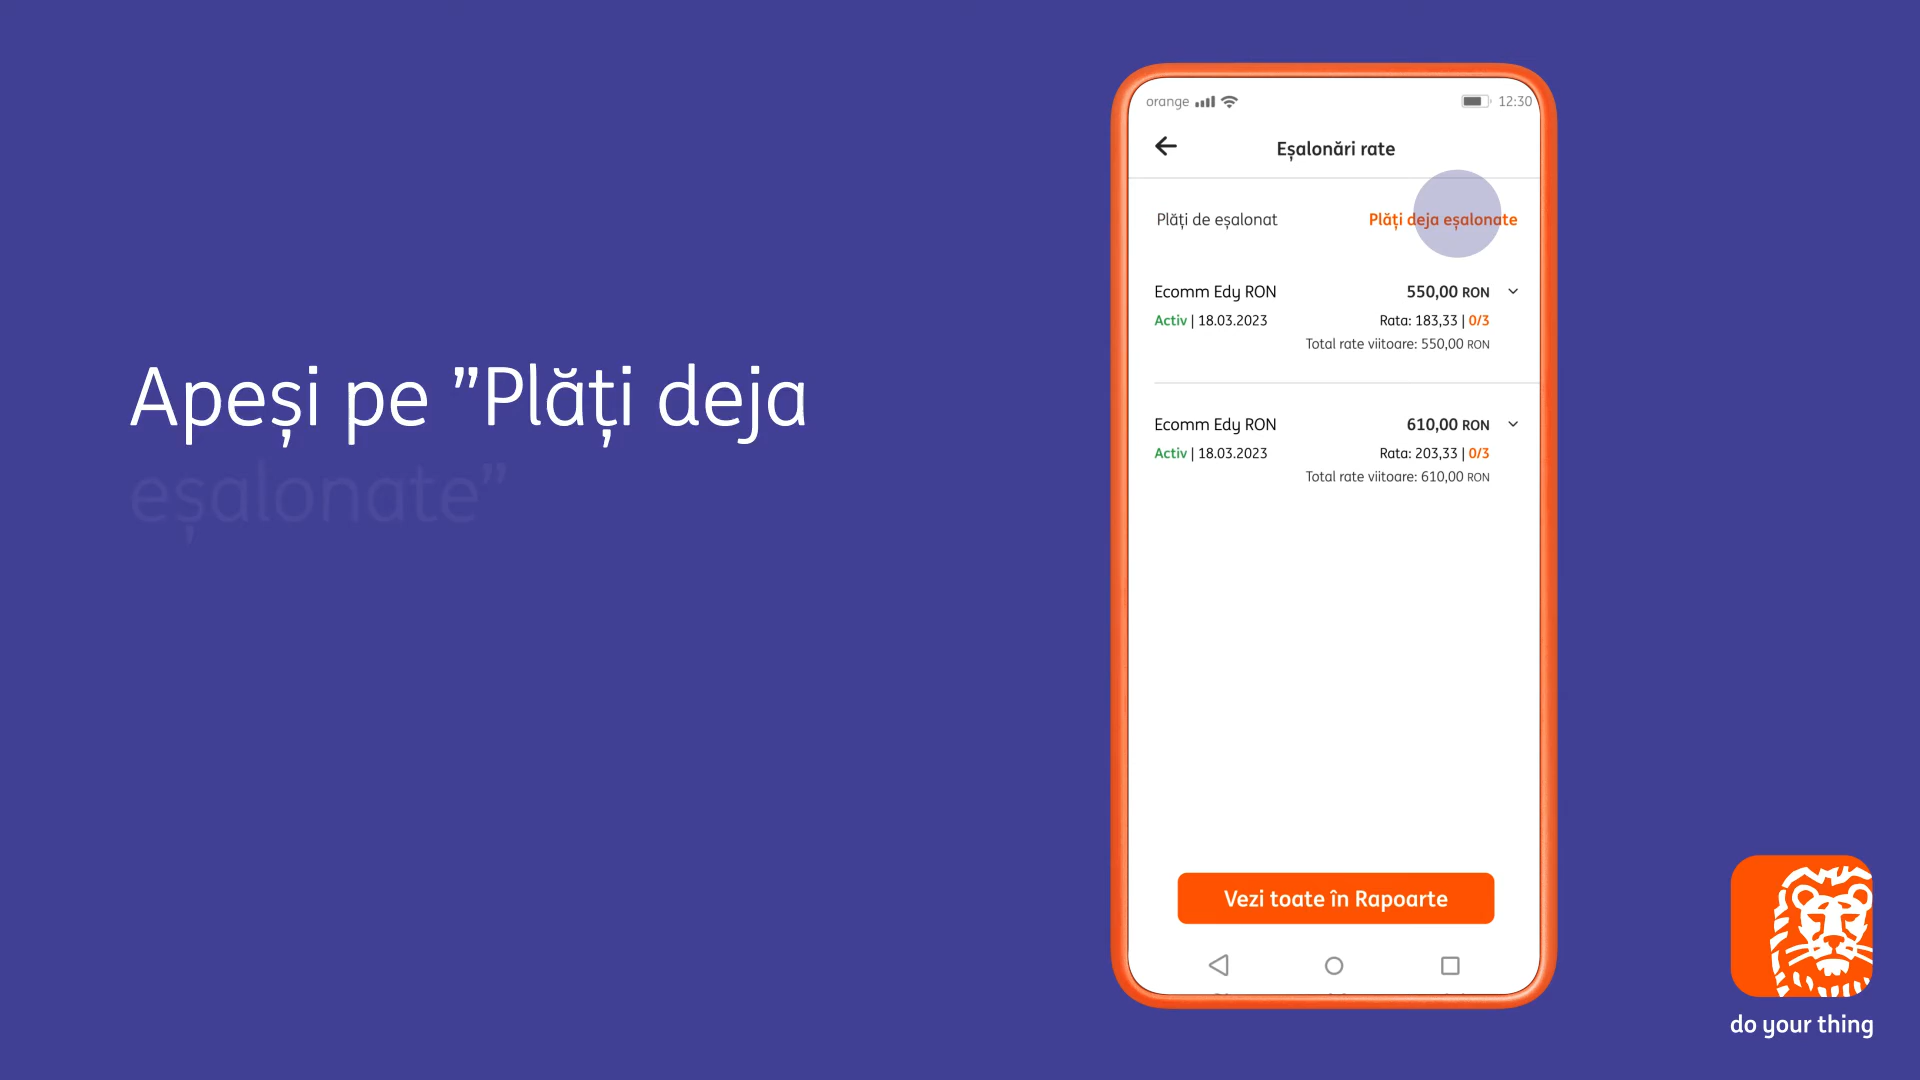 Apeși pe ”Plăți deja
eșalonate”
orange
12:30
Eșalonări rate
Plăți de eșalonat
Plăți deja eșalonate
Ecomm Edy RON
550,00 RON
Activ | 18.03.2023
Rata: 183,33 | 0/3
Total rate viitoare: 550,00 RON
Ecomm Edy RON
610,00 RON
Activ | 18.03.2023
Rata: 203,33 | 0/3
Total rate viitoare: 610,00 RON
Vezi toate în Rapoarte
do your thing